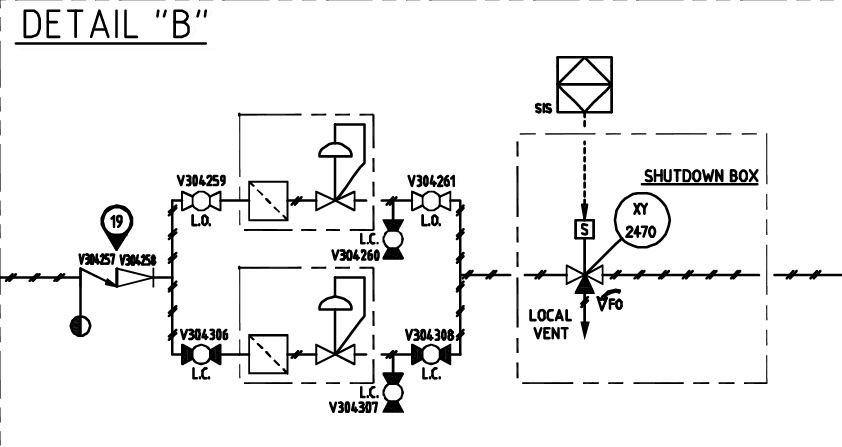 DETAIL "B"
SIS
SHUTDOWN BOX
V304259
V304261
L.O.
L.O.
XY
2470
S
19
L.C.
V304260
V304257 V304258
V304306
V304308
FO
LOCAL
VENT
L.C.
L.C.
L.C.
V304307